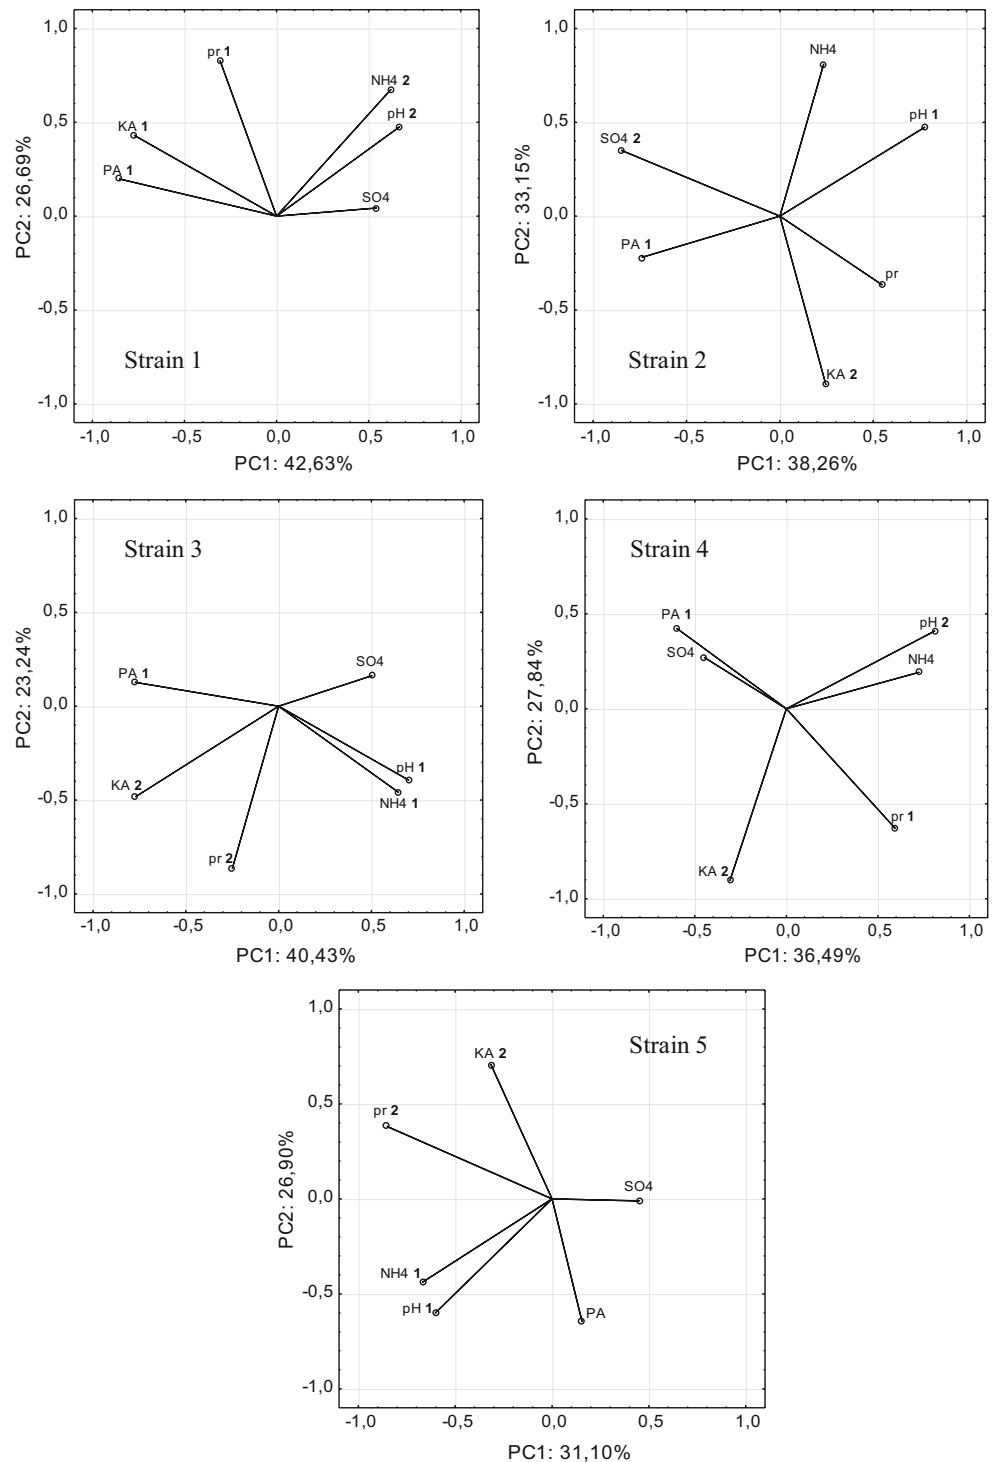 1,0
pr 1
NH4 2
pH 2
0,5
KA 1
PA 1
SO4
0,0
-0,5
Strain 1
-1,0
-1,0 -0,5 0,0 0,5 1,0
PC1: 42,63%
PC2: 26,69%
1,0
NH4
pH 1
0,5
SO4 2
0,0
PA 1
pr
-0,5
Strain 2
KA 2
-1,0
-1,0 -0,5 0,0 0,5 1,0
PC1: 38,26%
PC2: 33,15%
1,0
Strain 3
0,5
SO4
PA 1
0,0
pH 1
KA 2
NH4 1
-0,5
pr 2
-1,0
-1,0 -0,5 0,0 0,5 1,0
PC1: 40,43%
PC2: 23,24%
1,0
Strain 4
0,5
PA 1
pH 2
SO4
NH4
0,0
-0,5
pr 1
KA 2
-1,0
-1,0 -0,5 0,0 0,5 1,0
PC1: 36,49%
PC2: 27,84%
1,0
Strain 5
KA 2
0,5
pr 2
SO4
0,0
NH4 1
-0,5
pH 1
PA
-1,0
-1,0 -0,5 0,0 0,5 1,0
PC1: 31,10%
PC2: 26,90%